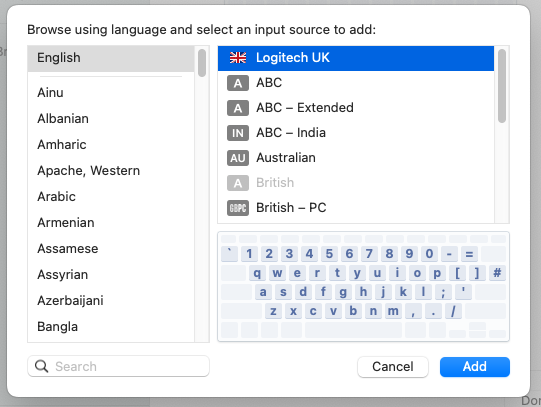 Browse using language and select an input source to add:
English
Ainu
Albanian
Amharic
Apache, Western
Arabic
Armenian
Assamese
Assyrian
Azerbaijani
Bangla
Logitech UK
A ABC
A ABC – Extended
IN ABC – India
AU Australian
A British
GBPC British – PC
` 1 2 3 4 5 6 7 8 9 0 - =
q w e r t y u i o p [ ] #
a s d f g h j k l ; '
z x c v b n m , . /
Search
Cancel
Add